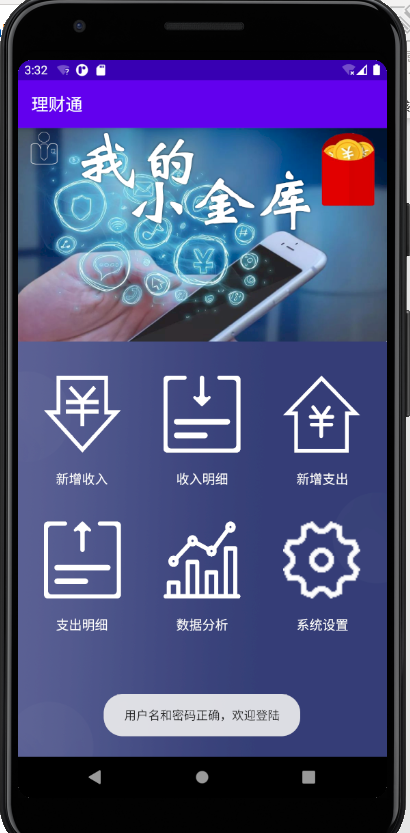 3:32
理财通
我的
小金库
新增收入
收入明细
新增支出
支出明细
数据分析
系统设置
用户名和密码正确，欢迎登陆